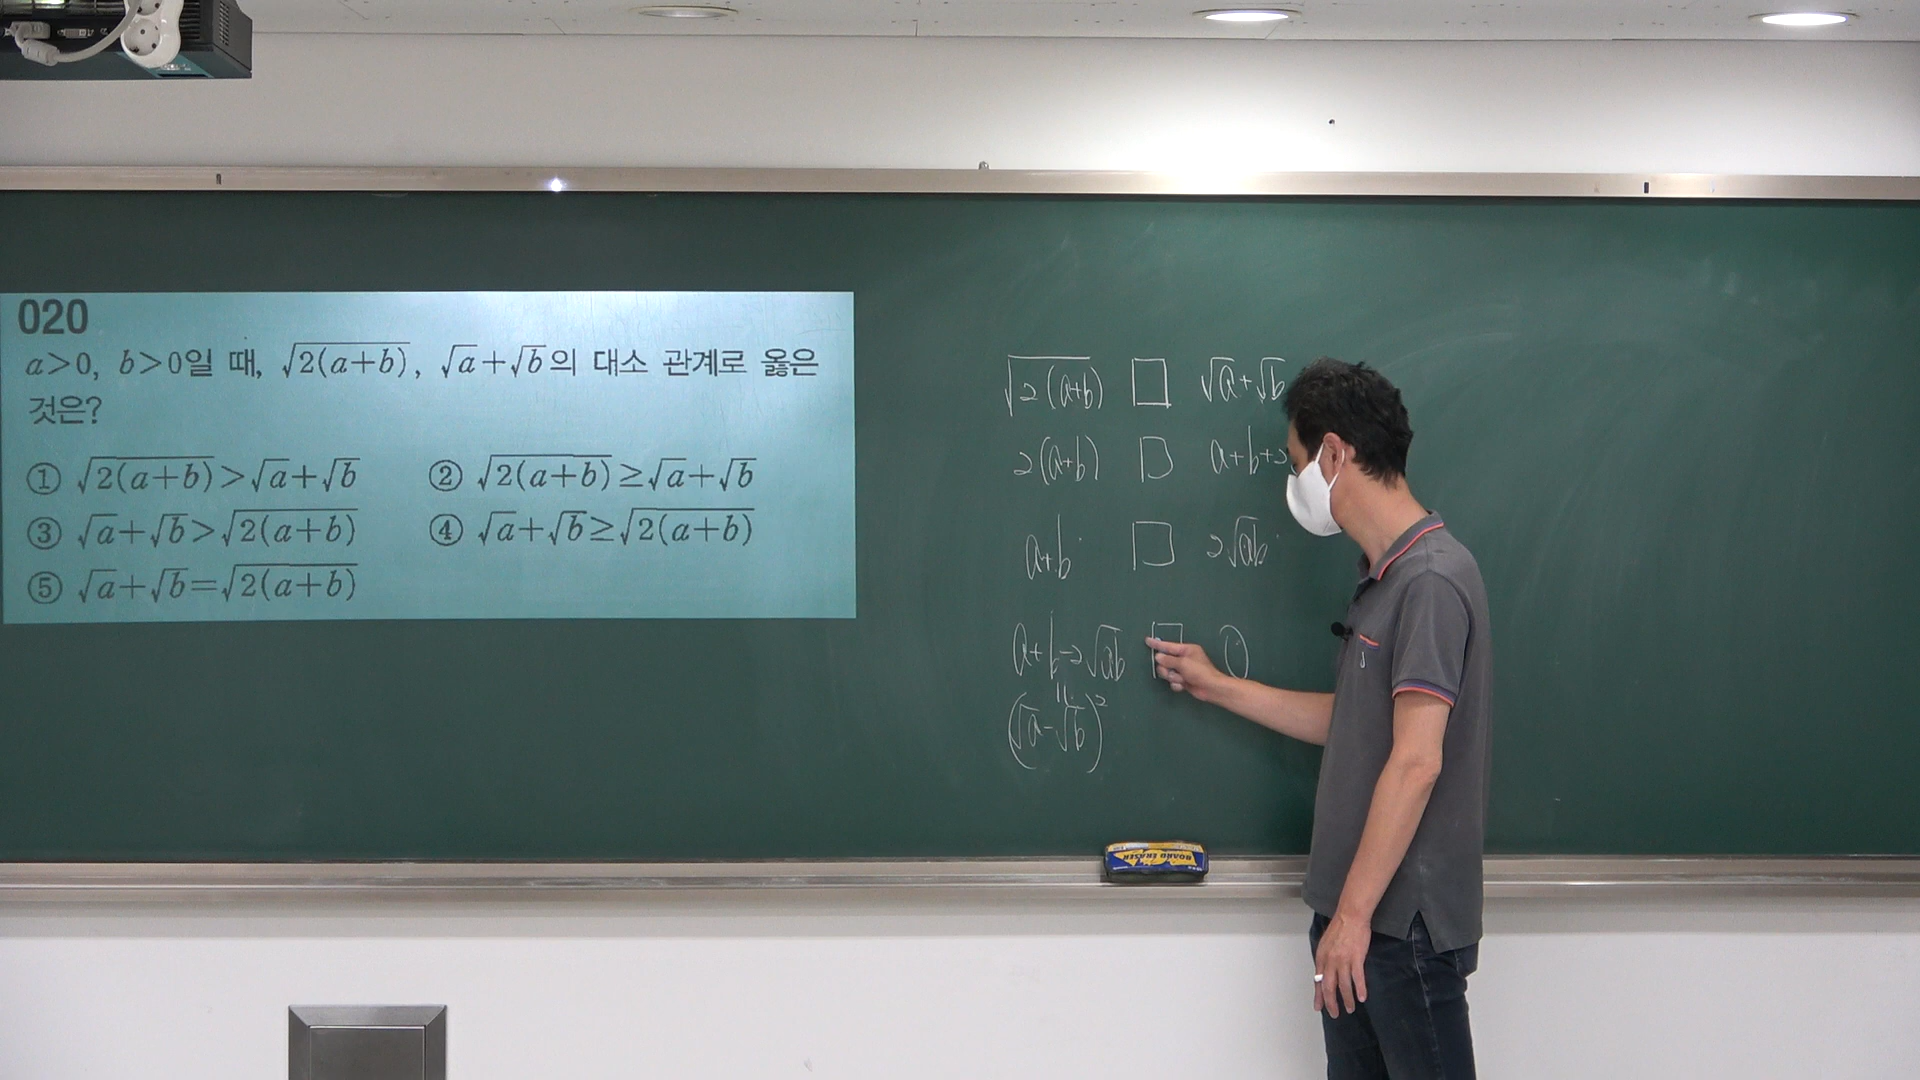 020
a>0, b>0일 때, √2(a+b), √a+√b의 대소 관계로 옳은
것은?
① √2(a+b)>√a+√b ② √2(a+b)≥√a+√b
③ √a+√b>√2(a+b) ④ √a+√b≥√2(a+b)
⑤ √a+√b=√2(a+b)
√2(a+b) □ √a+√b
2(a+b) □ a+b+2
a+b □ 2√ab
a+b-2√ab □ 0
=
(√a-√b)²
BOARD ERASER